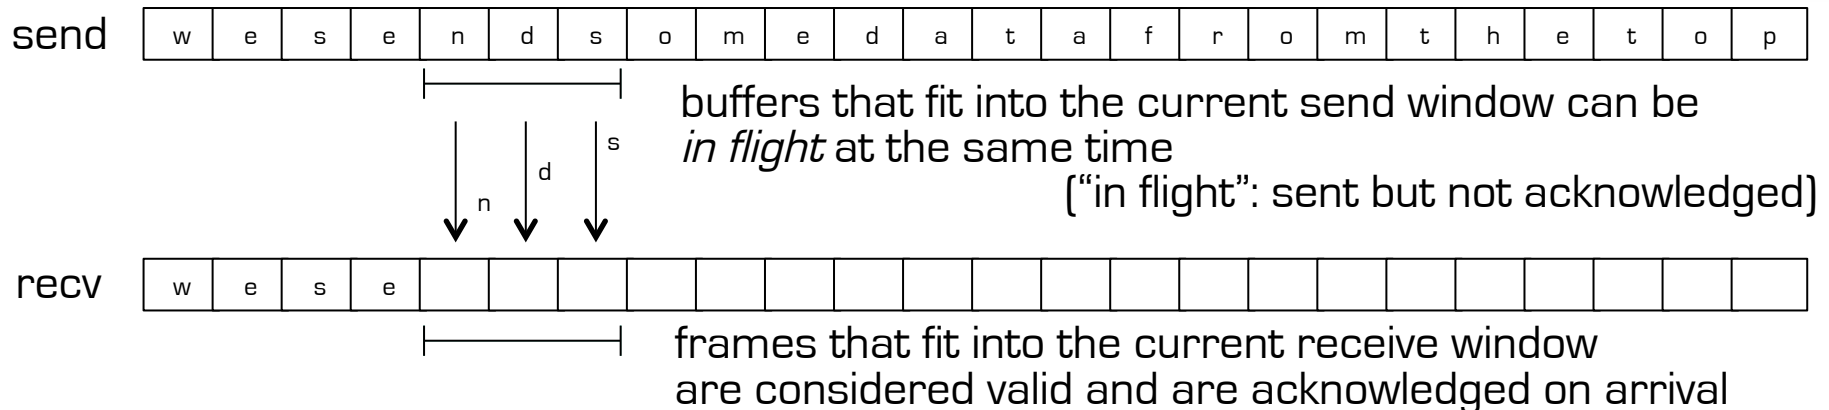 send w e s e n d s o m e d a t a f r o m t h e t o p
buffers that fit into the current send window can be
in flight at the same time
s
d
(“in flight”: sent but not acknowledged)
n
recv w e s e
frames that fit into the current receive window
are considered valid and are acknowledged on arrival